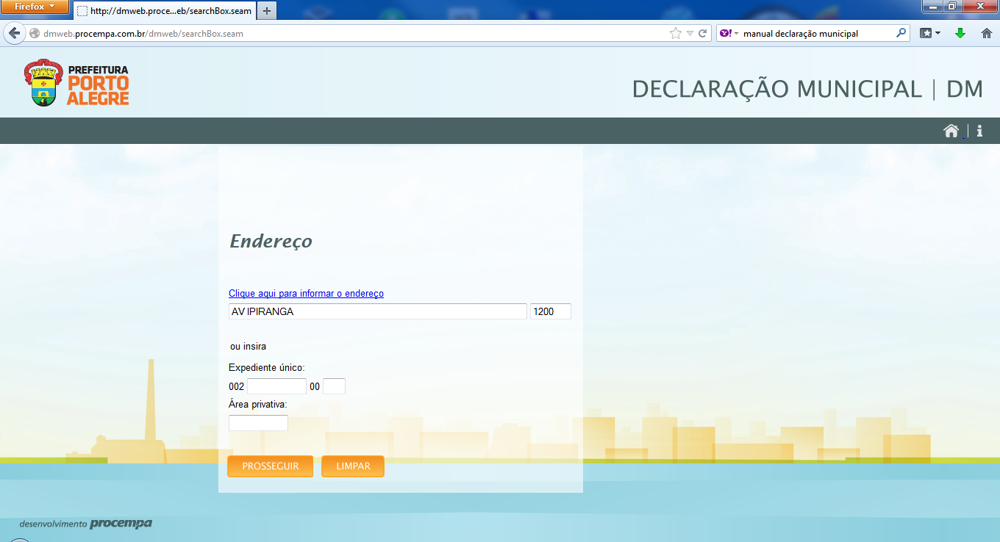 Firefox
http://dmweb.proce...eb/searchBox.seam
dmweb.procempa.com.br/dmweb/searchBox.seam
manual declaração municipal
PREFEITURA
PORTO
ALEGRE
DECLARAÇÃO MUNICIPAL | DM
Endereço
Clique aqui para informar o endereço
AV IPIRANGA 1200
ou insira
Expediente único:
002 00
Área privativa:
PROSSEGUIR LIMPAR
desenvolvimento procempa